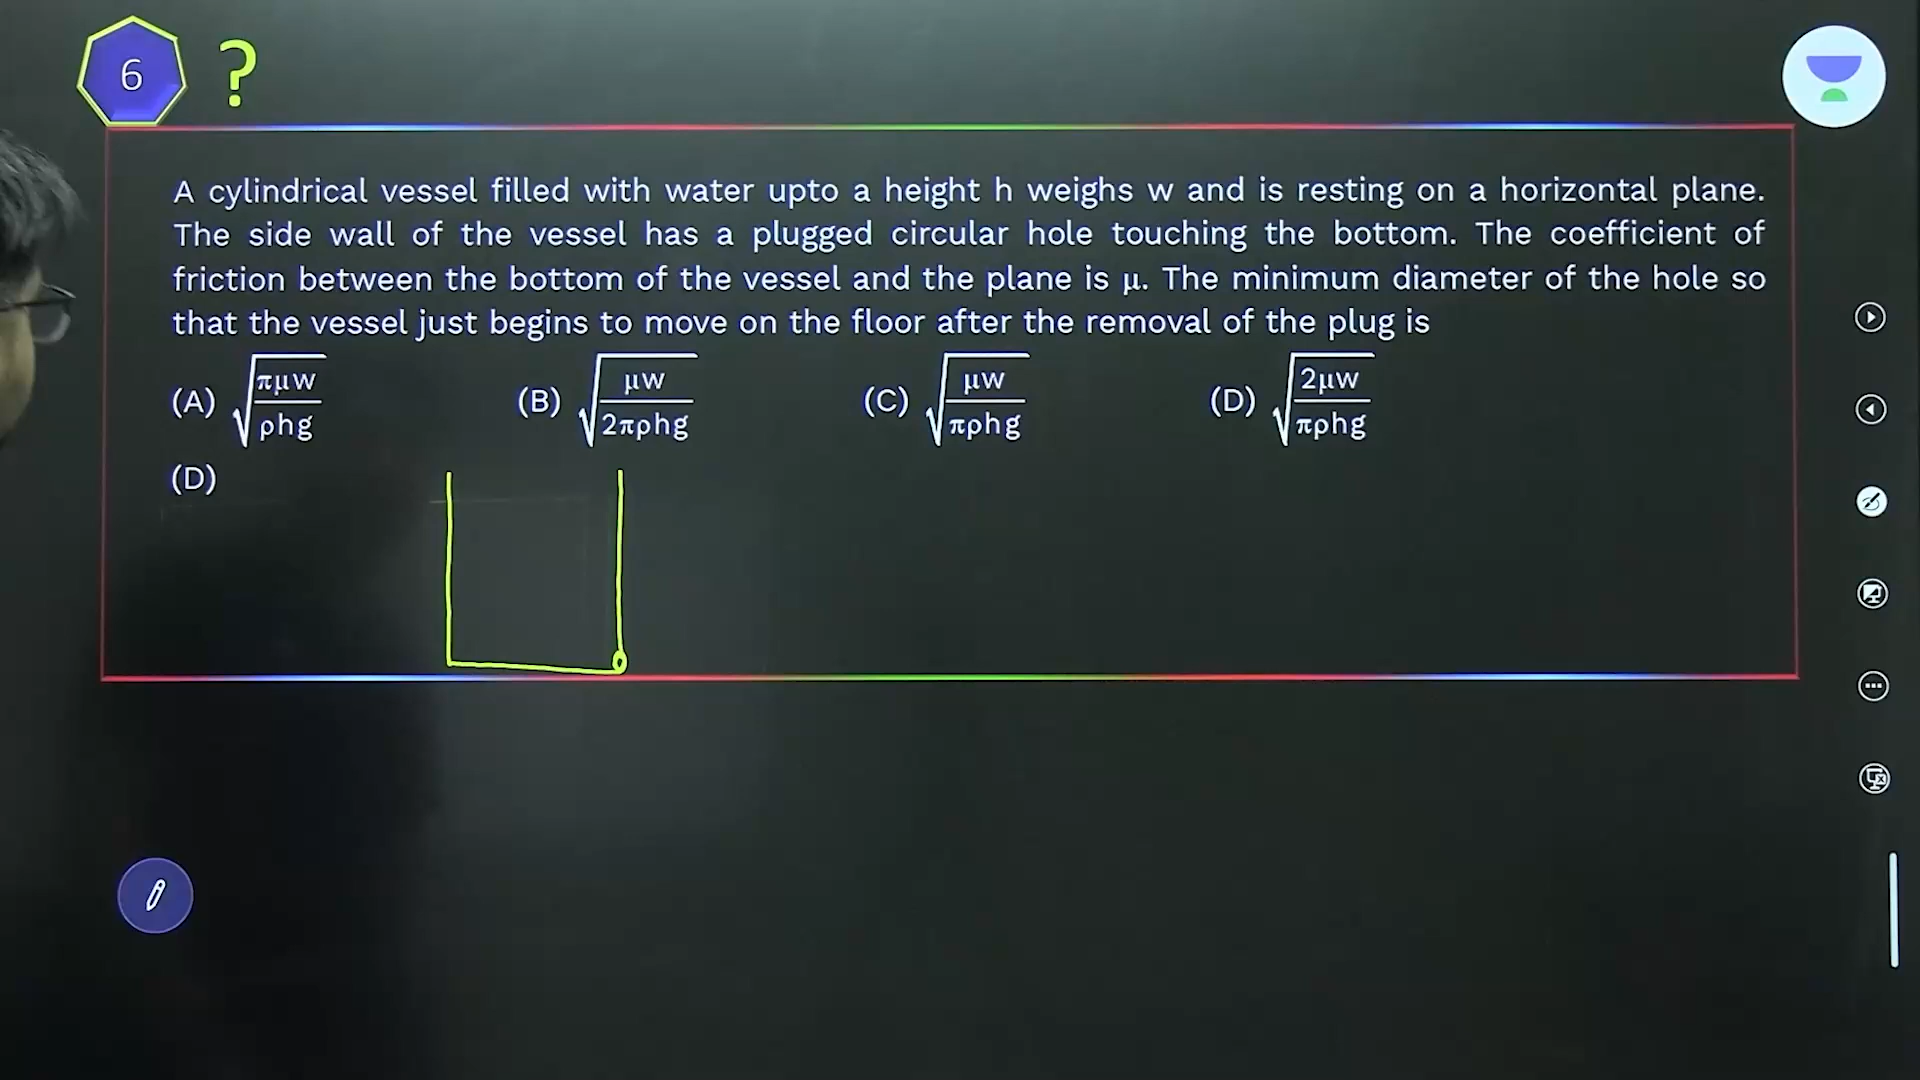 6 ?
A cylindrical vessel filled with water upto a height h weighs w and is resting on a horizontal plane.
The side wall of the vessel has a plugged circular hole touching the bottom. The coefficient of
friction between the bottom of the vessel and the plane is μ. The minimum diameter of the hole so
that the vessel just begins to move on the floor after the removal of the plug is
(A) √(πμw/ρhg) (B) √(μw/2πρhg) (C) √(μw/πρhg) (D) √(2μw/πρhg)
(D)